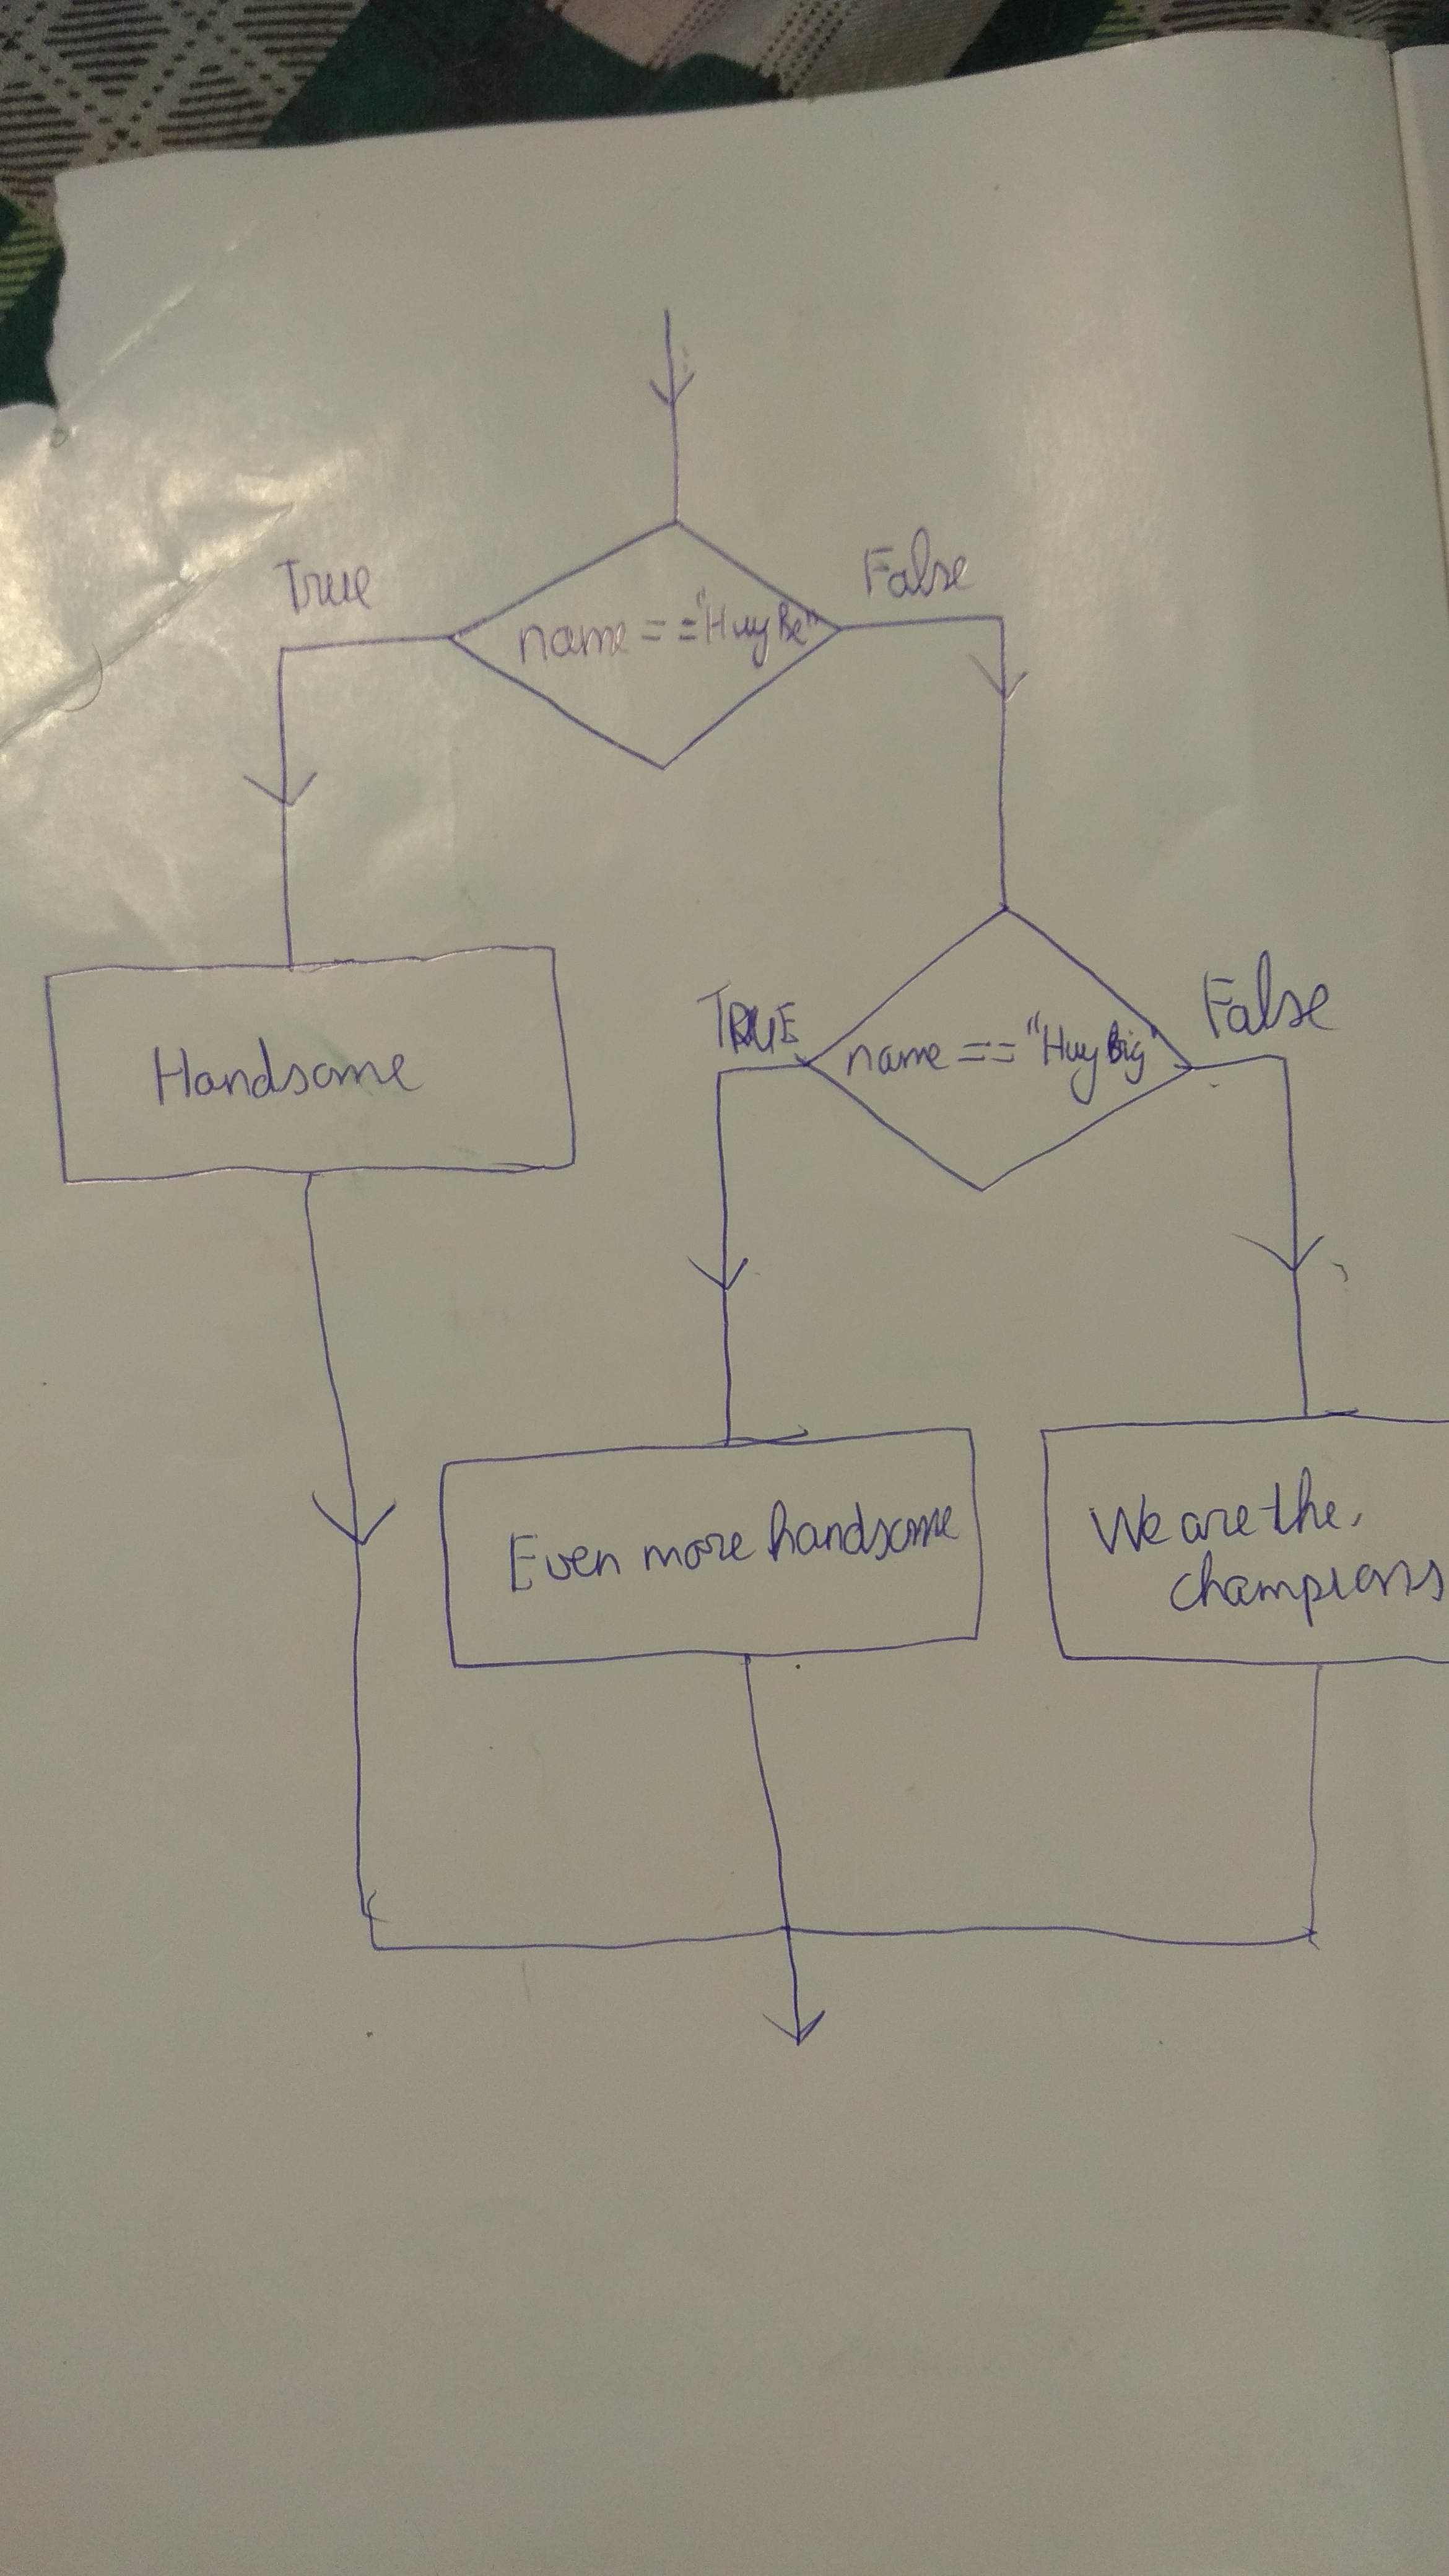 True
False
name == "Huy Be"
TRUE
False
name == "Huy Big"
Handsome
Even more handsome
We are the
champions